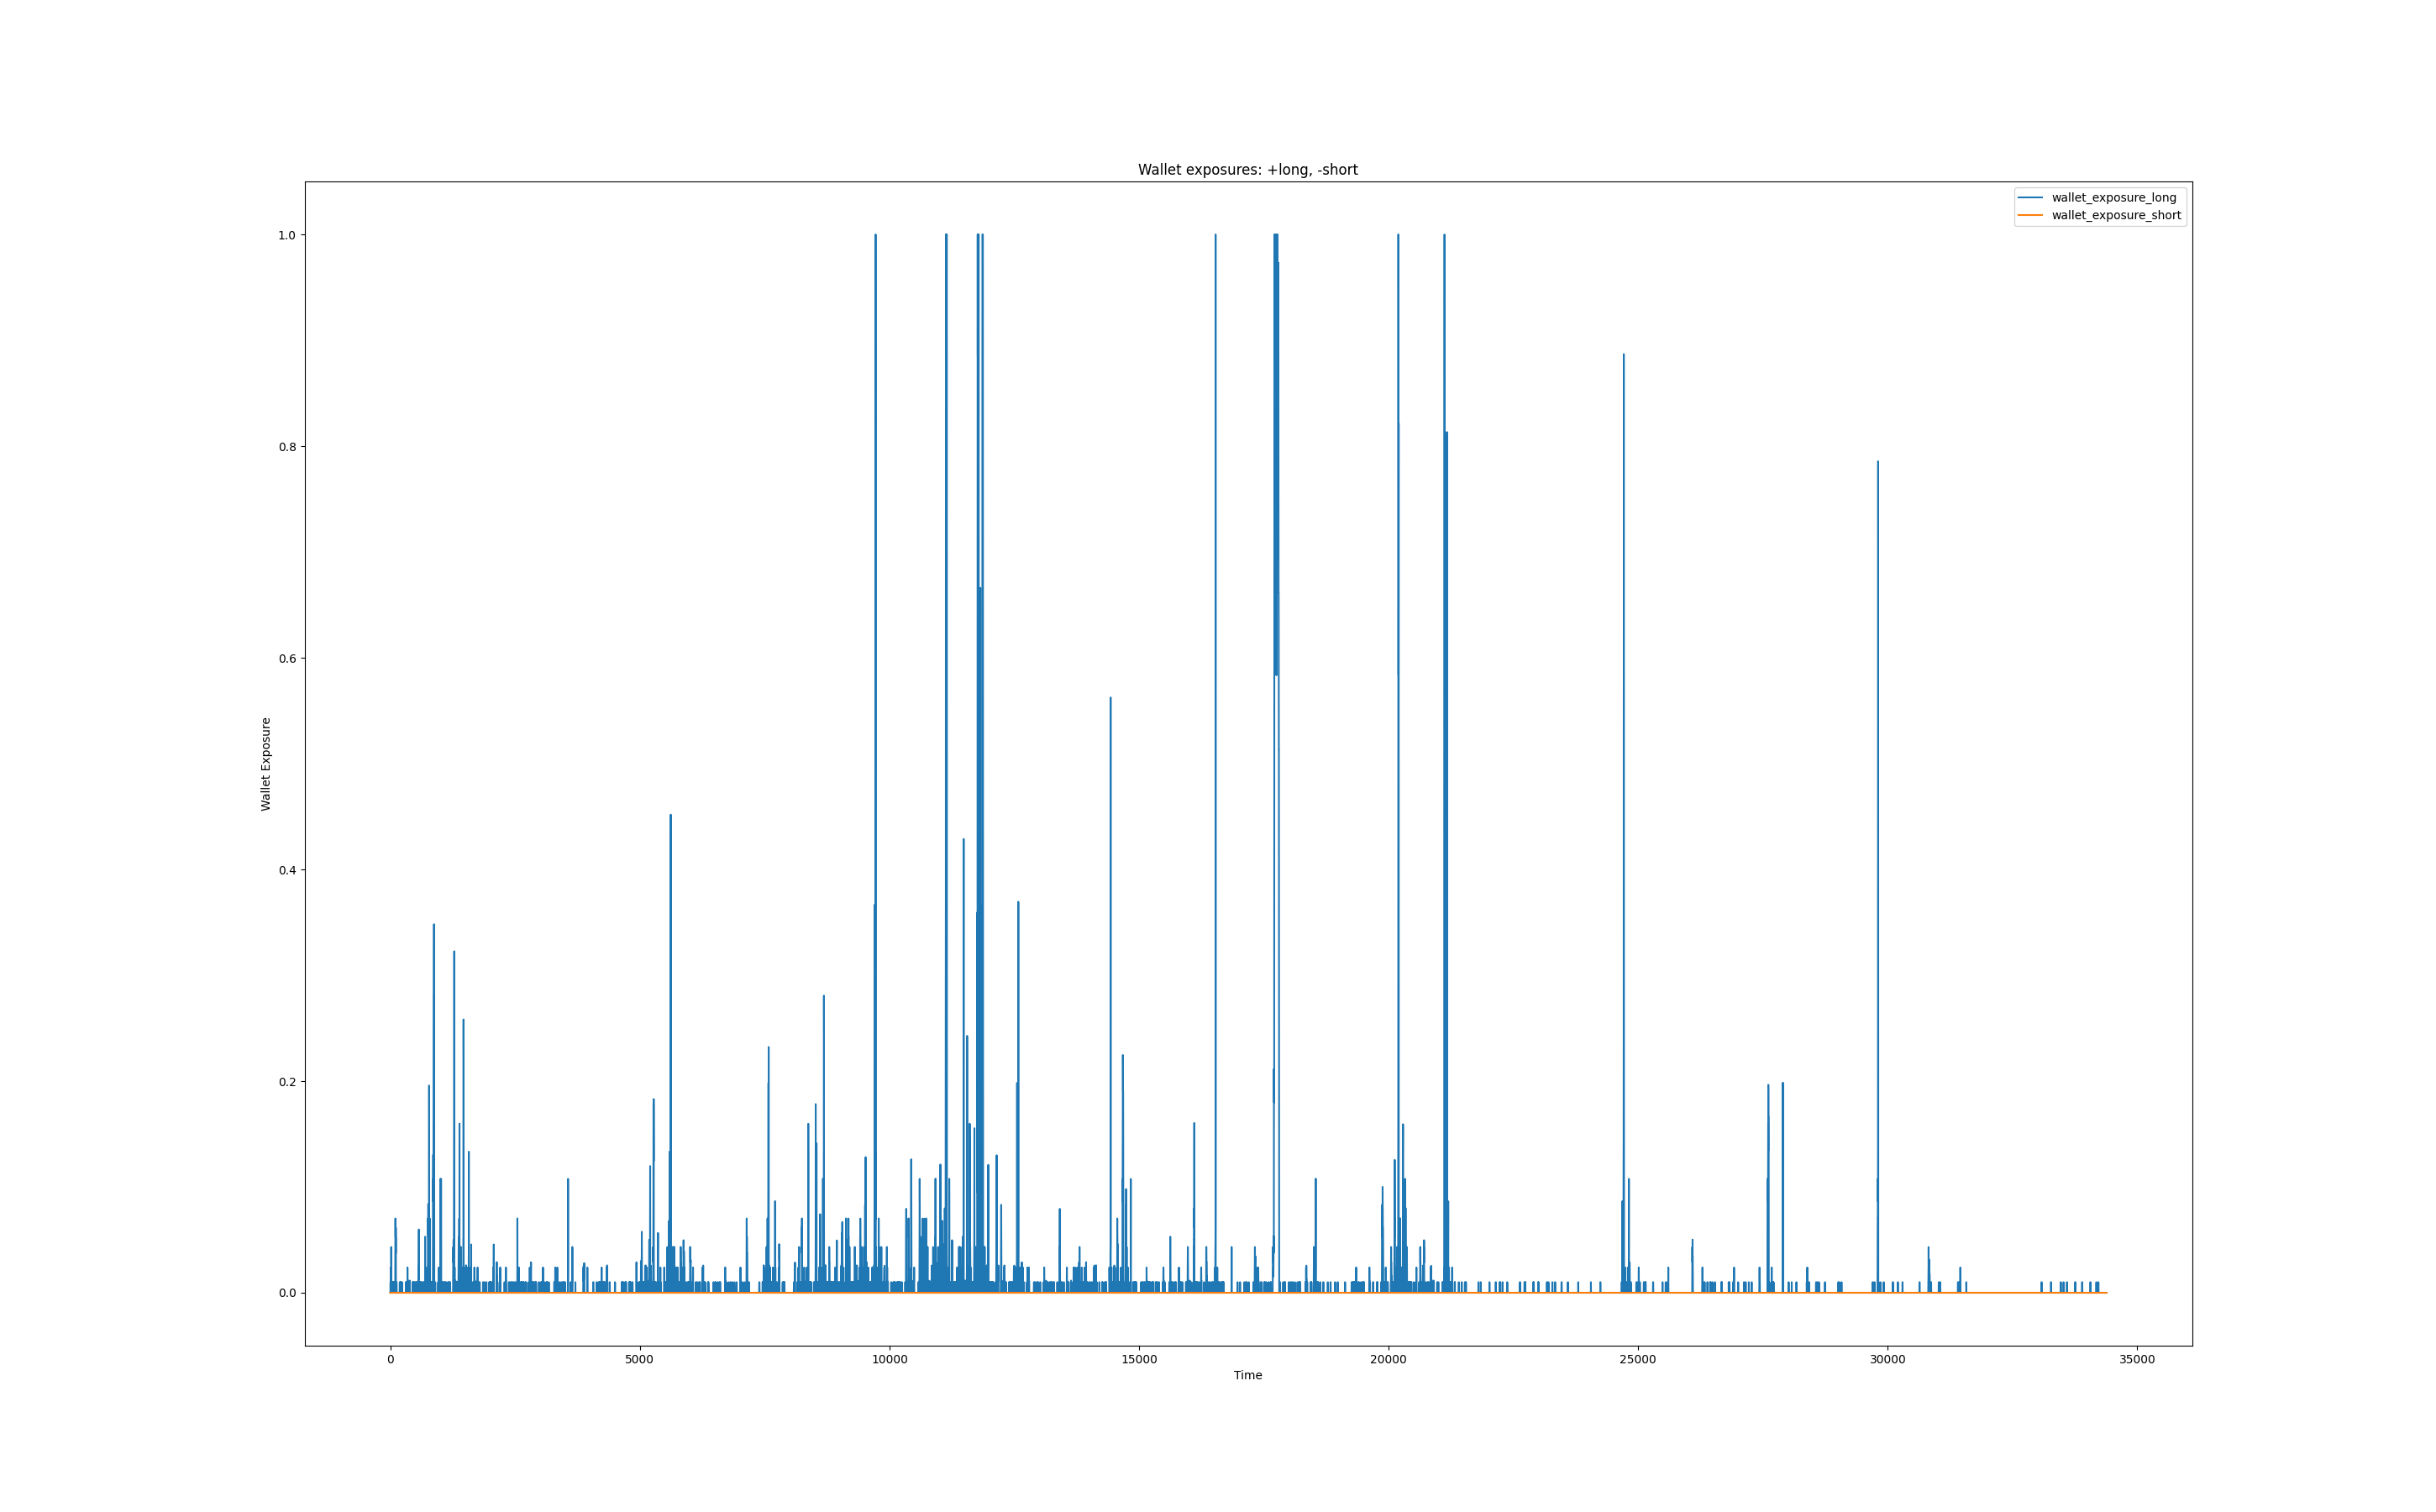 Wallet exposures: +long, -short
wallet_exposure_long
wallet_exposure_short
1.0
0.8
0.6
0.4
0.2
0.0
Wallet Exposure
0 5000 10000 15000 20000 25000 30000 35000
Time